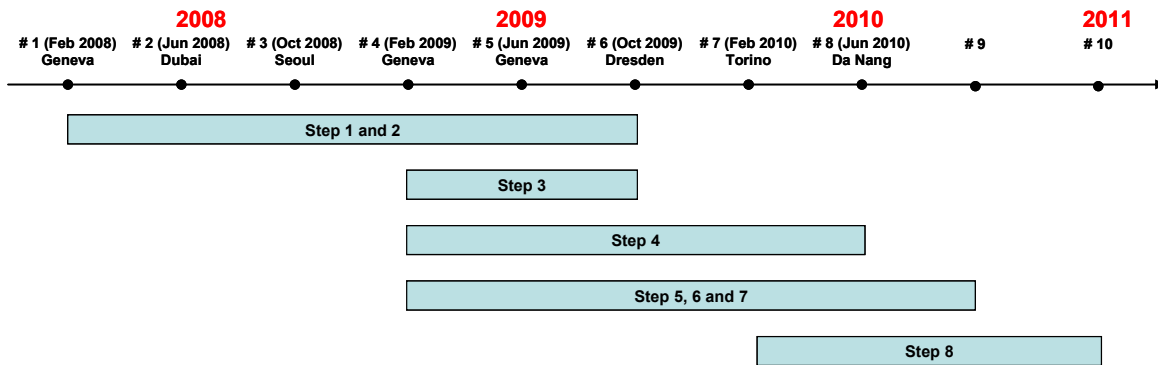 2008 2009 2010 2011
# 1 (Feb 2008) # 2 (Jun 2008) # 3 (Oct 2008) # 4 (Feb 2009) # 5 (Jun 2009) # 6 (Oct 2009) # 7 (Feb 2010) # 8 (Jun 2010) # 9 # 10
Geneva Dubai Seoul Geneva Geneva Dresden Torino Da Nang
Step 1 and 2
Step 3
Step 4
Step 5, 6 and 7
Step 8